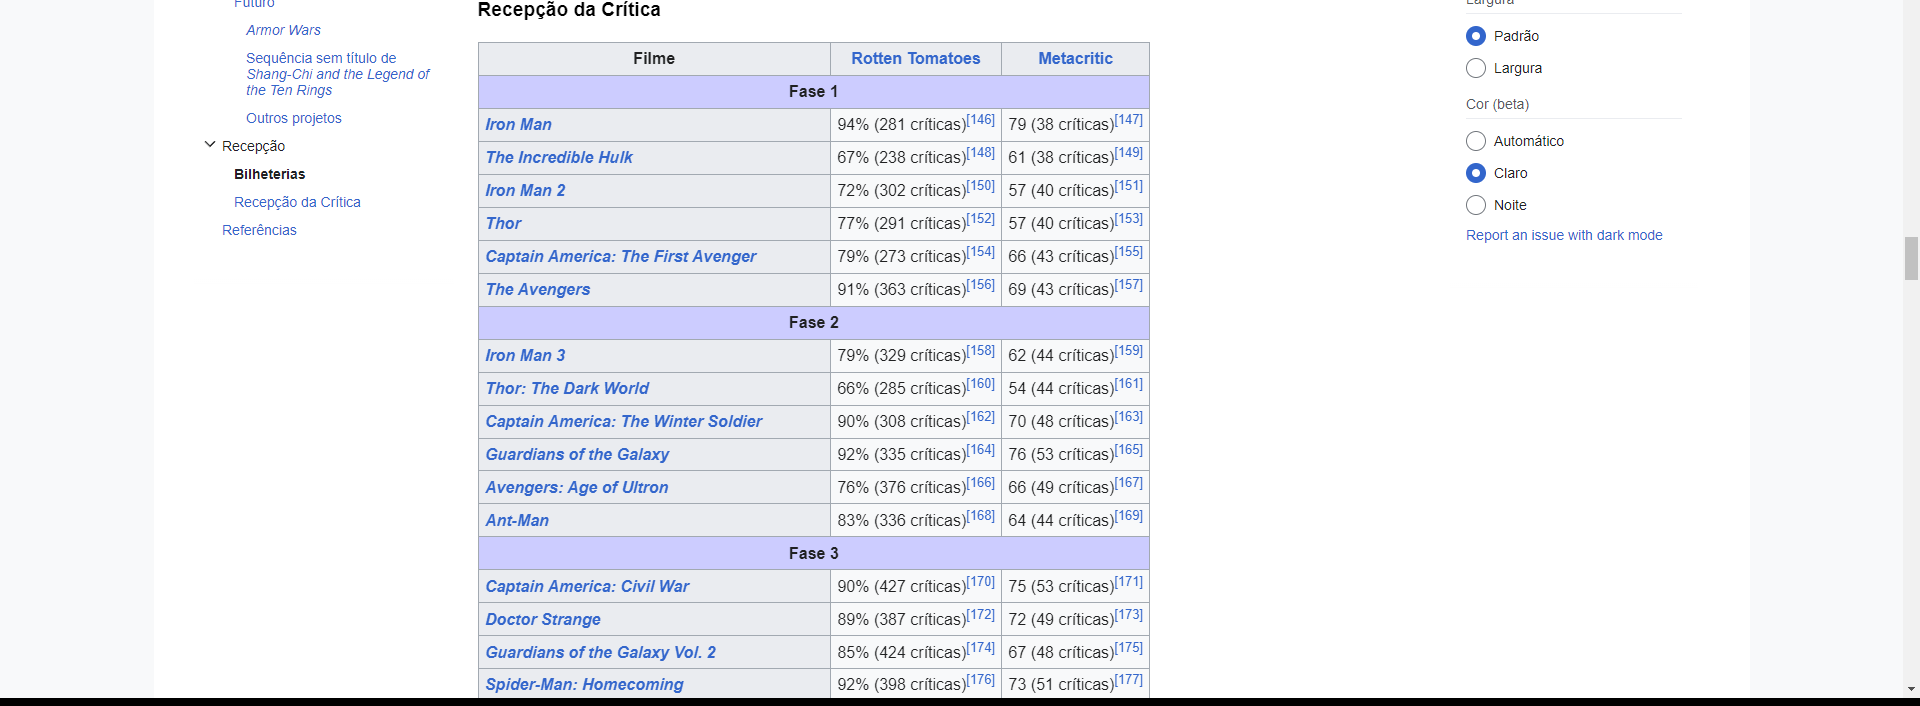 Futuro
Armor Wars
Sequência sem título de
Shang-Chi and the Legend of
the Ten Rings
Outros projetos
Recepção
Bilheterias
Recepção da Crítica
Referências
Recepção da Crítica
Filme Rotten Tomatoes Metacritic
Fase 1
Iron Man 94% (281 críticas)[146] 79 (38 críticas)[147]
The Incredible Hulk 67% (238 críticas)[148] 61 (38 críticas)[149]
Iron Man 2 72% (302 críticas)[150] 57 (40 críticas)[151]
Thor 77% (291 críticas)[152] 57 (40 críticas)[153]
Captain America: The First Avenger 79% (273 críticas)[154] 66 (43 críticas)[155]
The Avengers 91% (363 críticas)[156] 69 (43 críticas)[157]
Fase 2
Iron Man 3 79% (329 críticas)[158] 62 (44 críticas)[159]
Thor: The Dark World 66% (285 críticas)[160] 54 (44 críticas)[161]
Captain America: The Winter Soldier 90% (308 críticas)[162] 70 (48 críticas)[163]
Guardians of the Galaxy 92% (335 críticas)[164] 76 (53 críticas)[165]
Avengers: Age of Ultron 76% (376 críticas)[166] 66 (49 críticas)[167]
Ant-Man 83% (336 críticas)[168] 64 (44 críticas)[169]
Fase 3
Captain America: Civil War 90% (427 críticas)[170] 75 (53 críticas)[171]
Doctor Strange 89% (387 críticas)[172] 72 (49 críticas)[173]
Guardians of the Galaxy Vol. 2 85% (424 críticas)[174] 67 (48 críticas)[175]
Spider-Man: Homecoming 92% (398 críticas)[176] 73 (51 críticas)[177]
Largura
Padrão
Largura
Cor (beta)
Automático
Claro
Noite
Report an issue with dark mode